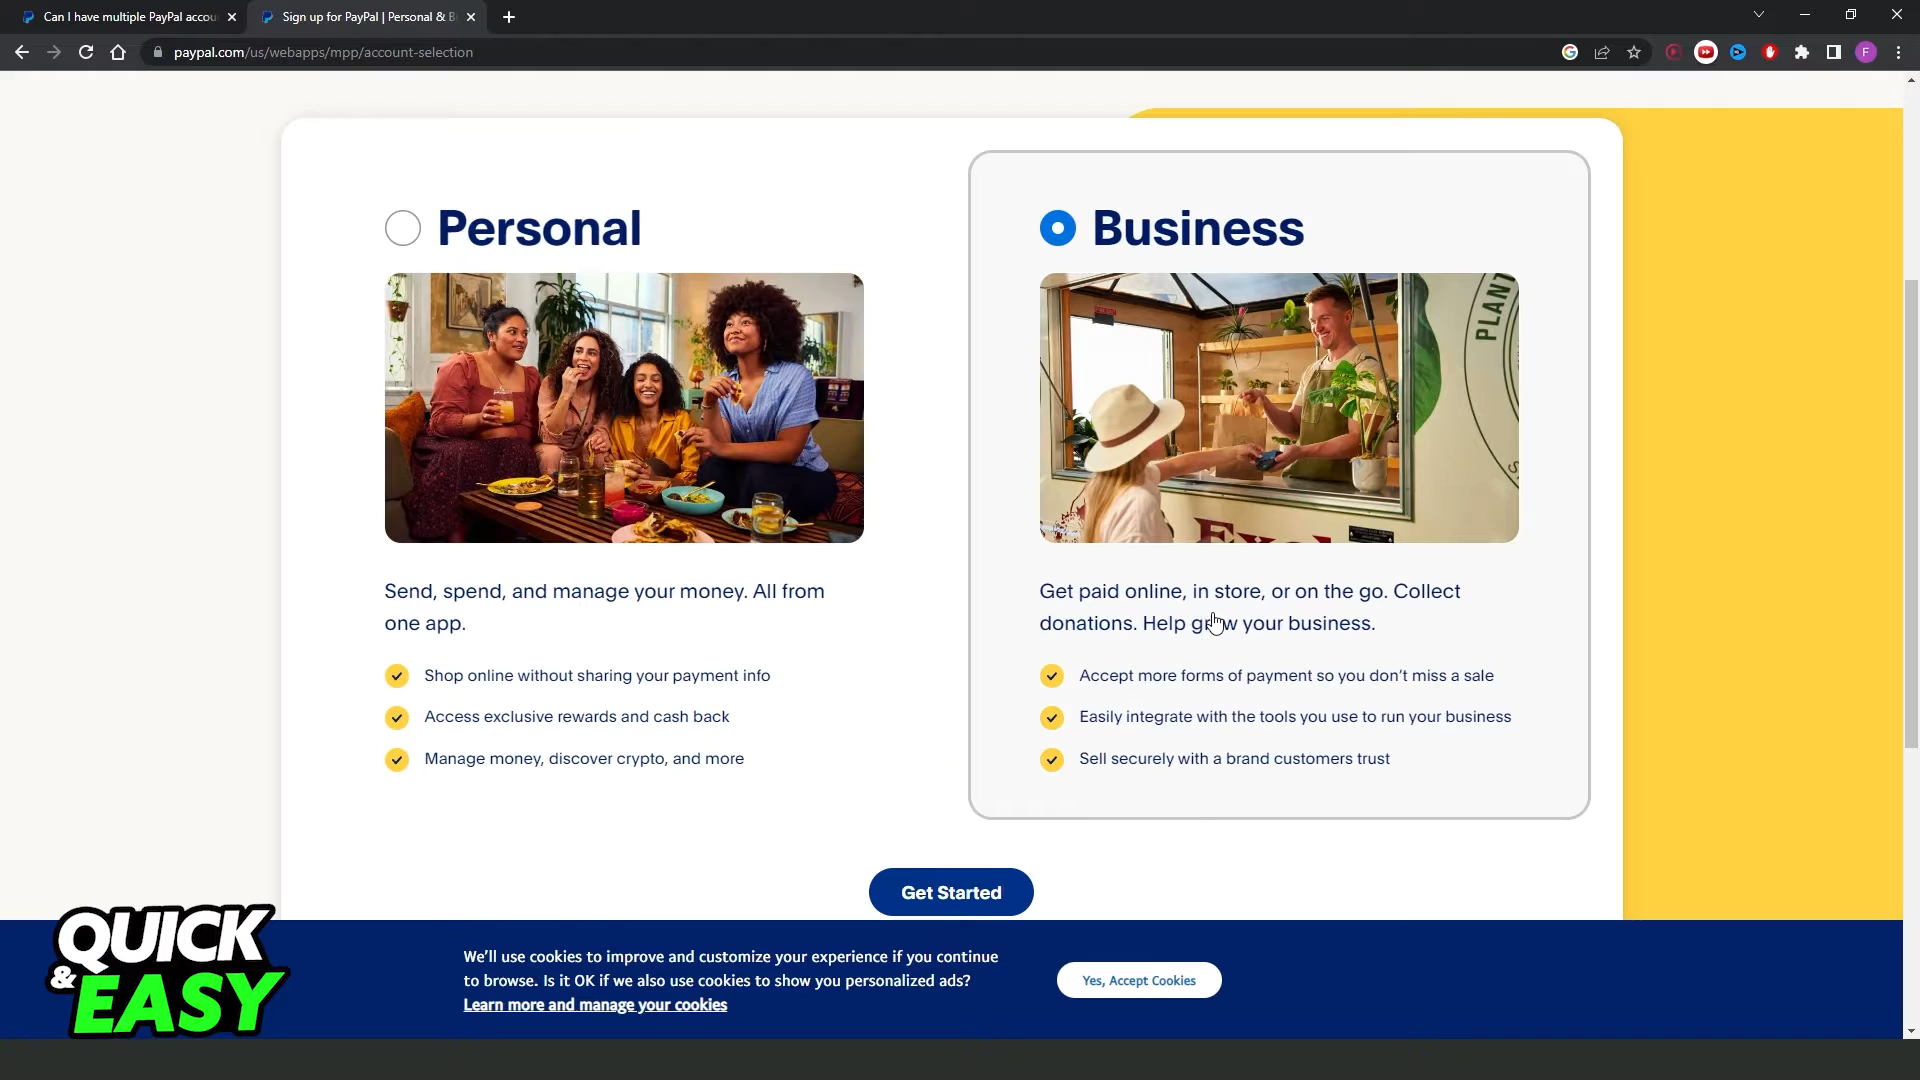 Can I have multiple PayPal accou
Sign up for PayPal | Personal & B
paypal.com/us/webapps/mpp/account-selection
F
Personal
Business
PLANT
Send, spend, and manage your money. All from
one app.
Get paid online, in store, or on the go. Collect
donations. Help grow your business.
Shop online without sharing your payment info
Access exclusive rewards and cash back
Manage money, discover crypto, and more
Accept more forms of payment so you don't miss a sale
Easily integrate with the tools you use to run your business
Sell securely with a brand customers trust
Get Started
We'll use cookies to improve and customize your experience if you continue
to browse. Is it OK if we also use cookies to show you personalized ads?
Learn more and manage your cookies
Yes, Accept Cookies
QUICK
& EASY